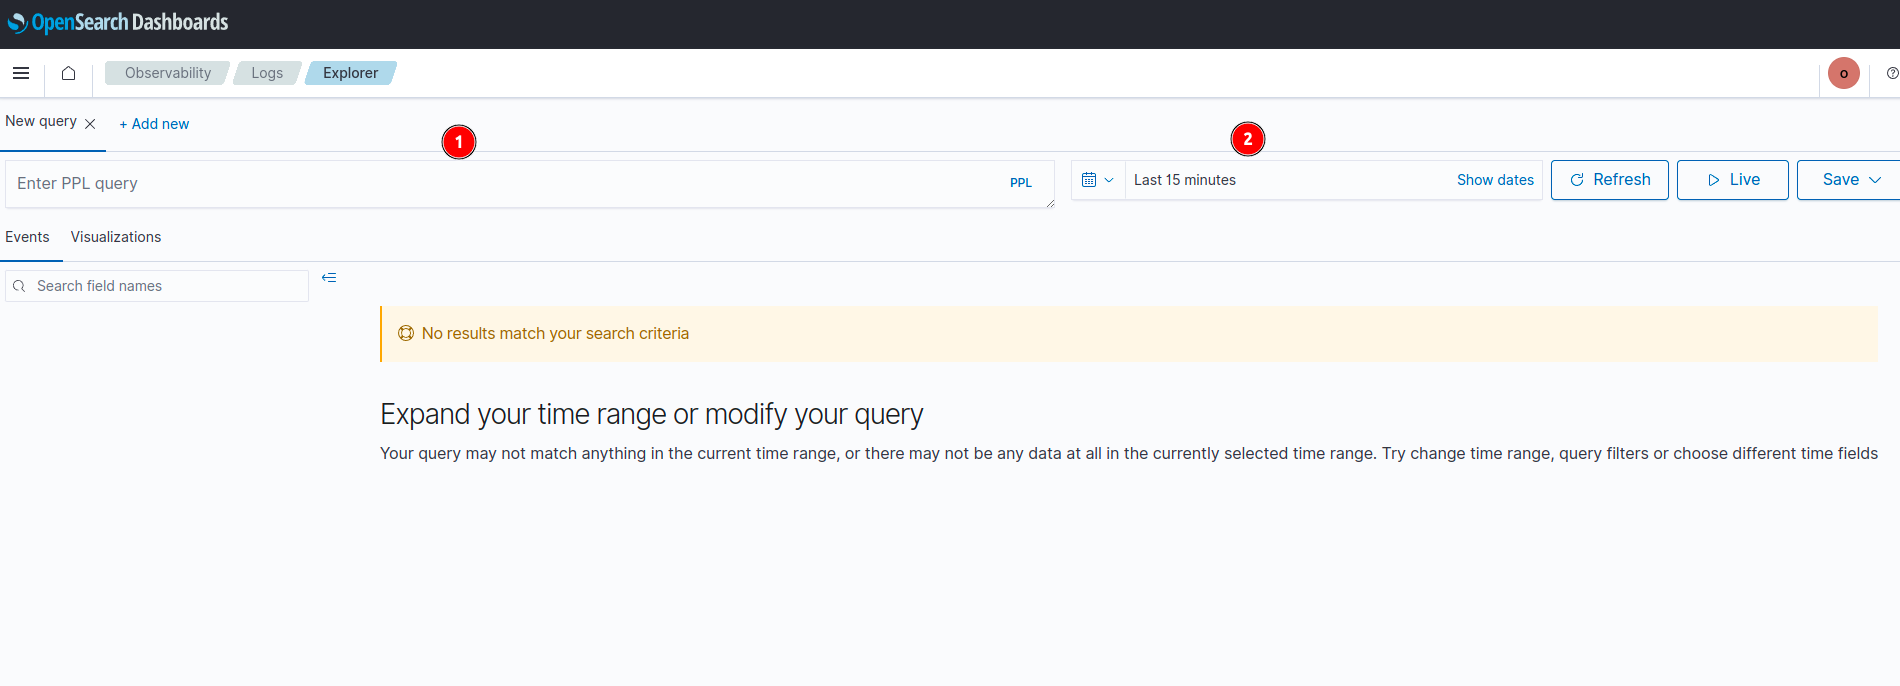 OpenSearch Dashboards
Observability Logs Explorer o
New query + Add new
1 2
Enter PPL query PPL Last 15 minutes Show dates Refresh Live Save
Events Visualizations
Search field names
No results match your search criteria
Expand your time range or modify your query
Your query may not match anything in the current time range, or there may not be any data at all in the currently selected time range. Try change time range, query filters or choose different time fields